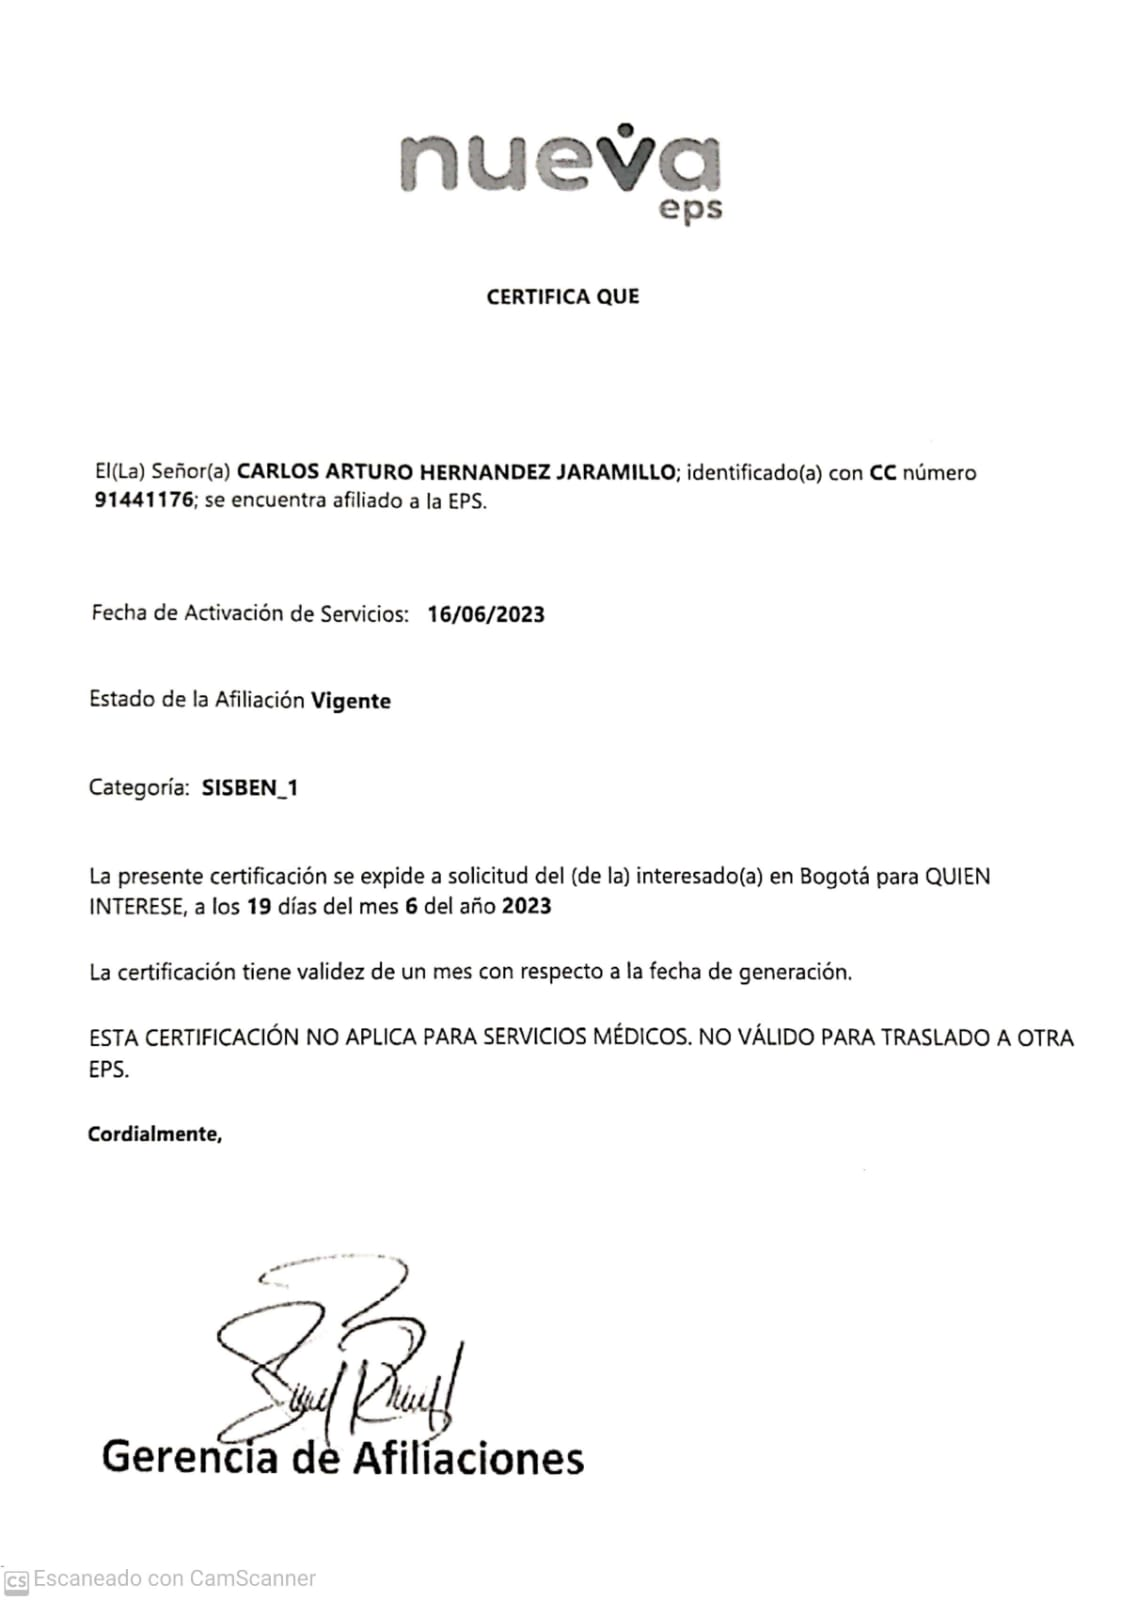 nueva
eps
CERTIFICA QUE
El(La) Señor(a) CARLOS ARTURO HERNANDEZ JARAMILLO; identificado(a) con CC número
91441176; se encuentra afiliado a la EPS.
Fecha de Activación de Servicios: 16/06/2023
Estado de la Afiliación Vigente
Categoría: SISBEN_1
La presente certificación se expide a solicitud del (de la) interesado(a) en Bogotá para QUIEN
INTERESE, a los 19 días del mes 6 del año 2023
La certificación tiene validez de un mes con respecto a la fecha de generación.
ESTA CERTIFICACIÓN NO APLICA PARA SERVICIOS MÉDICOS. NO VÁLIDO PARA TRASLADO A OTRA
EPS.
Cordialmente,
Gerencia de Afiliaciones
CS Escaneado con CamScanner